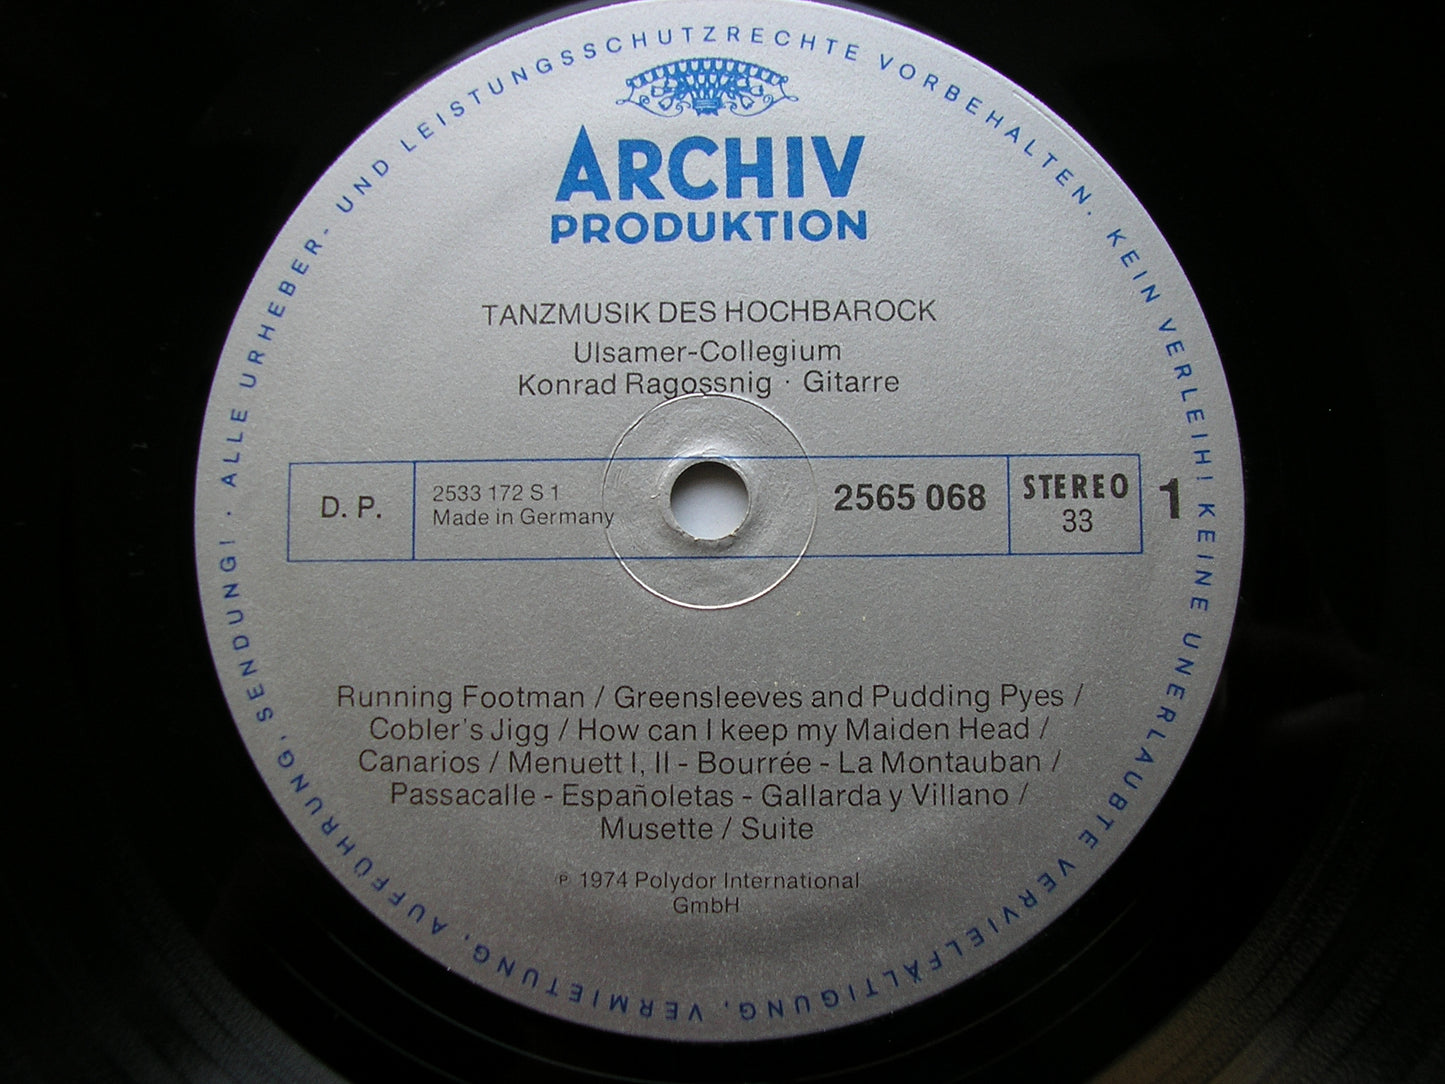 ALLE URHEBER- UND LEISTUNGSSCHUTZRECHTE VORBEHALTEN. KEIN VERLEIH! KEINE UNERLAUBTE VERVIELFÄLTIGUNG, VERMIETUNG, AUFFÜHRUNG, SENDUNG! ·
ARCHIV
PRODUKTION
TANZMUSIK DES HOCHBAROCK
Ulsamer-Collegium
Konrad Ragossnig · Gitarre
D. P.
2533 172 S 1
Made in Germany
2565 068
STEREO
33
1
Running Footman / Greensleeves and Pudding Pyes /
Cobler's Jigg / How can I keep my Maiden Head /
Canarios / Menuett I, II - Bourrée - La Montauban /
Passacalle - Españoletas - Gallarda y Villano /
Musette / Suite
℗ 1974 Polydor International
GmbH